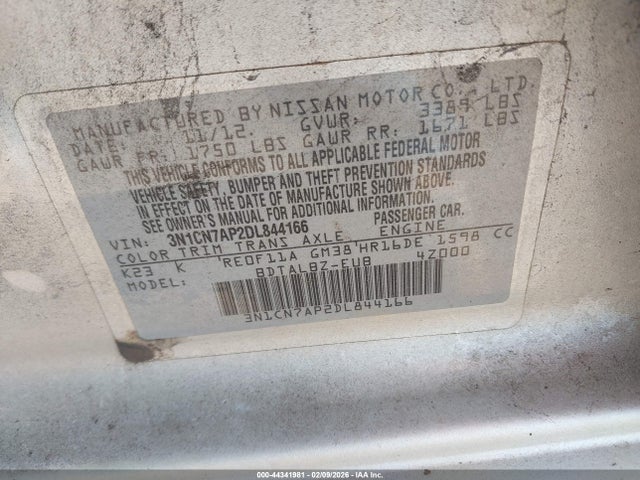 MANUFACTURED BY NISSAN MOTOR CO., LTD.
DATE: 11/12. GVWR: 3389 LBS
GAWR FR: 1750 LBS GAWR RR: 1671 LBS
THIS VEHICLE CONFORMS TO ALL APPLICABLE FEDERAL MOTOR
VEHICLE SAFETY, BUMPER AND THEFT PREVENTION STANDARDS
IN EFFECT ON THE DATE OF MANUFACTURE SHOWN ABOVE.
SEE OWNER'S MANUAL FOR ADDITIONAL INFORMATION.
VIN: 3N1CN7AP2DL844166 PASSENGER CAR.
COLOR TRIM TRANS AXLE ENGINE
K23 K RE0F11A GM38 HR16DE 1598 CC
MODEL: BDTALBZ-EUB 4Z000
3N1CN7AP2DL844166
000-44341981 - 02/09/2026 - IAA Inc.